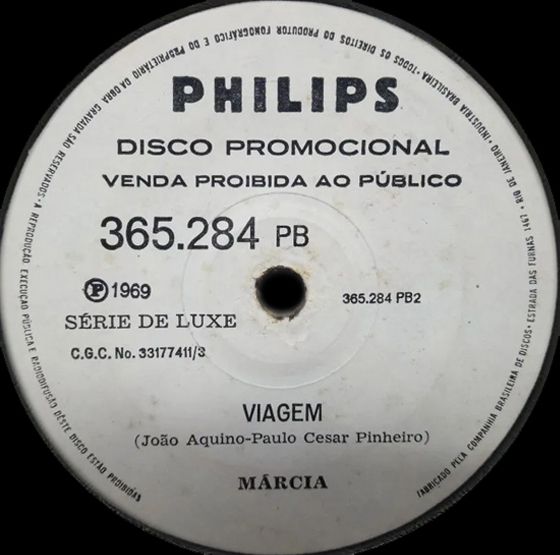 PHILIPS
DISCO PROMOCIONAL
VENDA PROIBIDA AO PÚBLICO
365.284 PB
Ⓟ 1969
365.284 PB2
SÉRIE DE LUXE
C.G.C. No. 33177411/3
VIAGEM
(João Aquino-Paulo Cesar Pinheiro)
MÁRCIA
FABRICADO PELA COMPANHIA BRASILEIRA DE DISCOS · ESTRADA DAS FURNAS 1467 · RIO DE JANEIRO · INDUSTRIA BRASILEIRA · TODOS OS DIREITOS DO PRODUTOR FONOGRÁFICO E DO PROPRIETARIO DA OBRA GRAVADA SÃO RESERVADOS · A REPRODUÇÃO EXECUÇÃO PÚBLICA E RADIODIFUSÃO DÊSTE DISCO ESTÃO PROIBIDAS